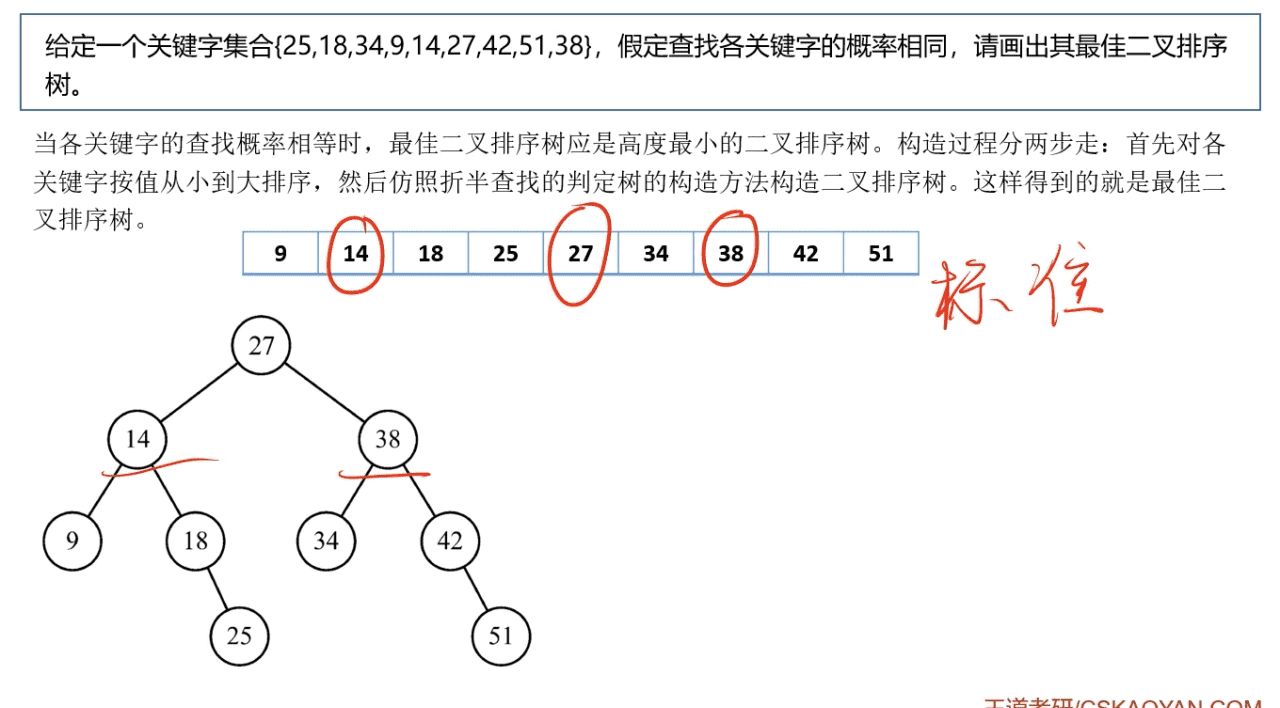 给定一个关键字集合{25,18,34,9,14,27,42,51,38}，假定查找各关键字的概率相同，请画出其最佳二叉排序
树。
当各关键字的查找概率相等时，最佳二叉排序树应是高度最小的二叉排序树。构造过程分两步走：首先对各
关键字按值从小到大排序，然后仿照折半查找的判定树的构造方法构造二叉排序树。这样得到的就是最佳二
叉排序树。
9 14 18 25 27 34 38 42 51
标准
27
14 38
9 18 34 42
25 51
王道考研/CSKAOYAN.COM